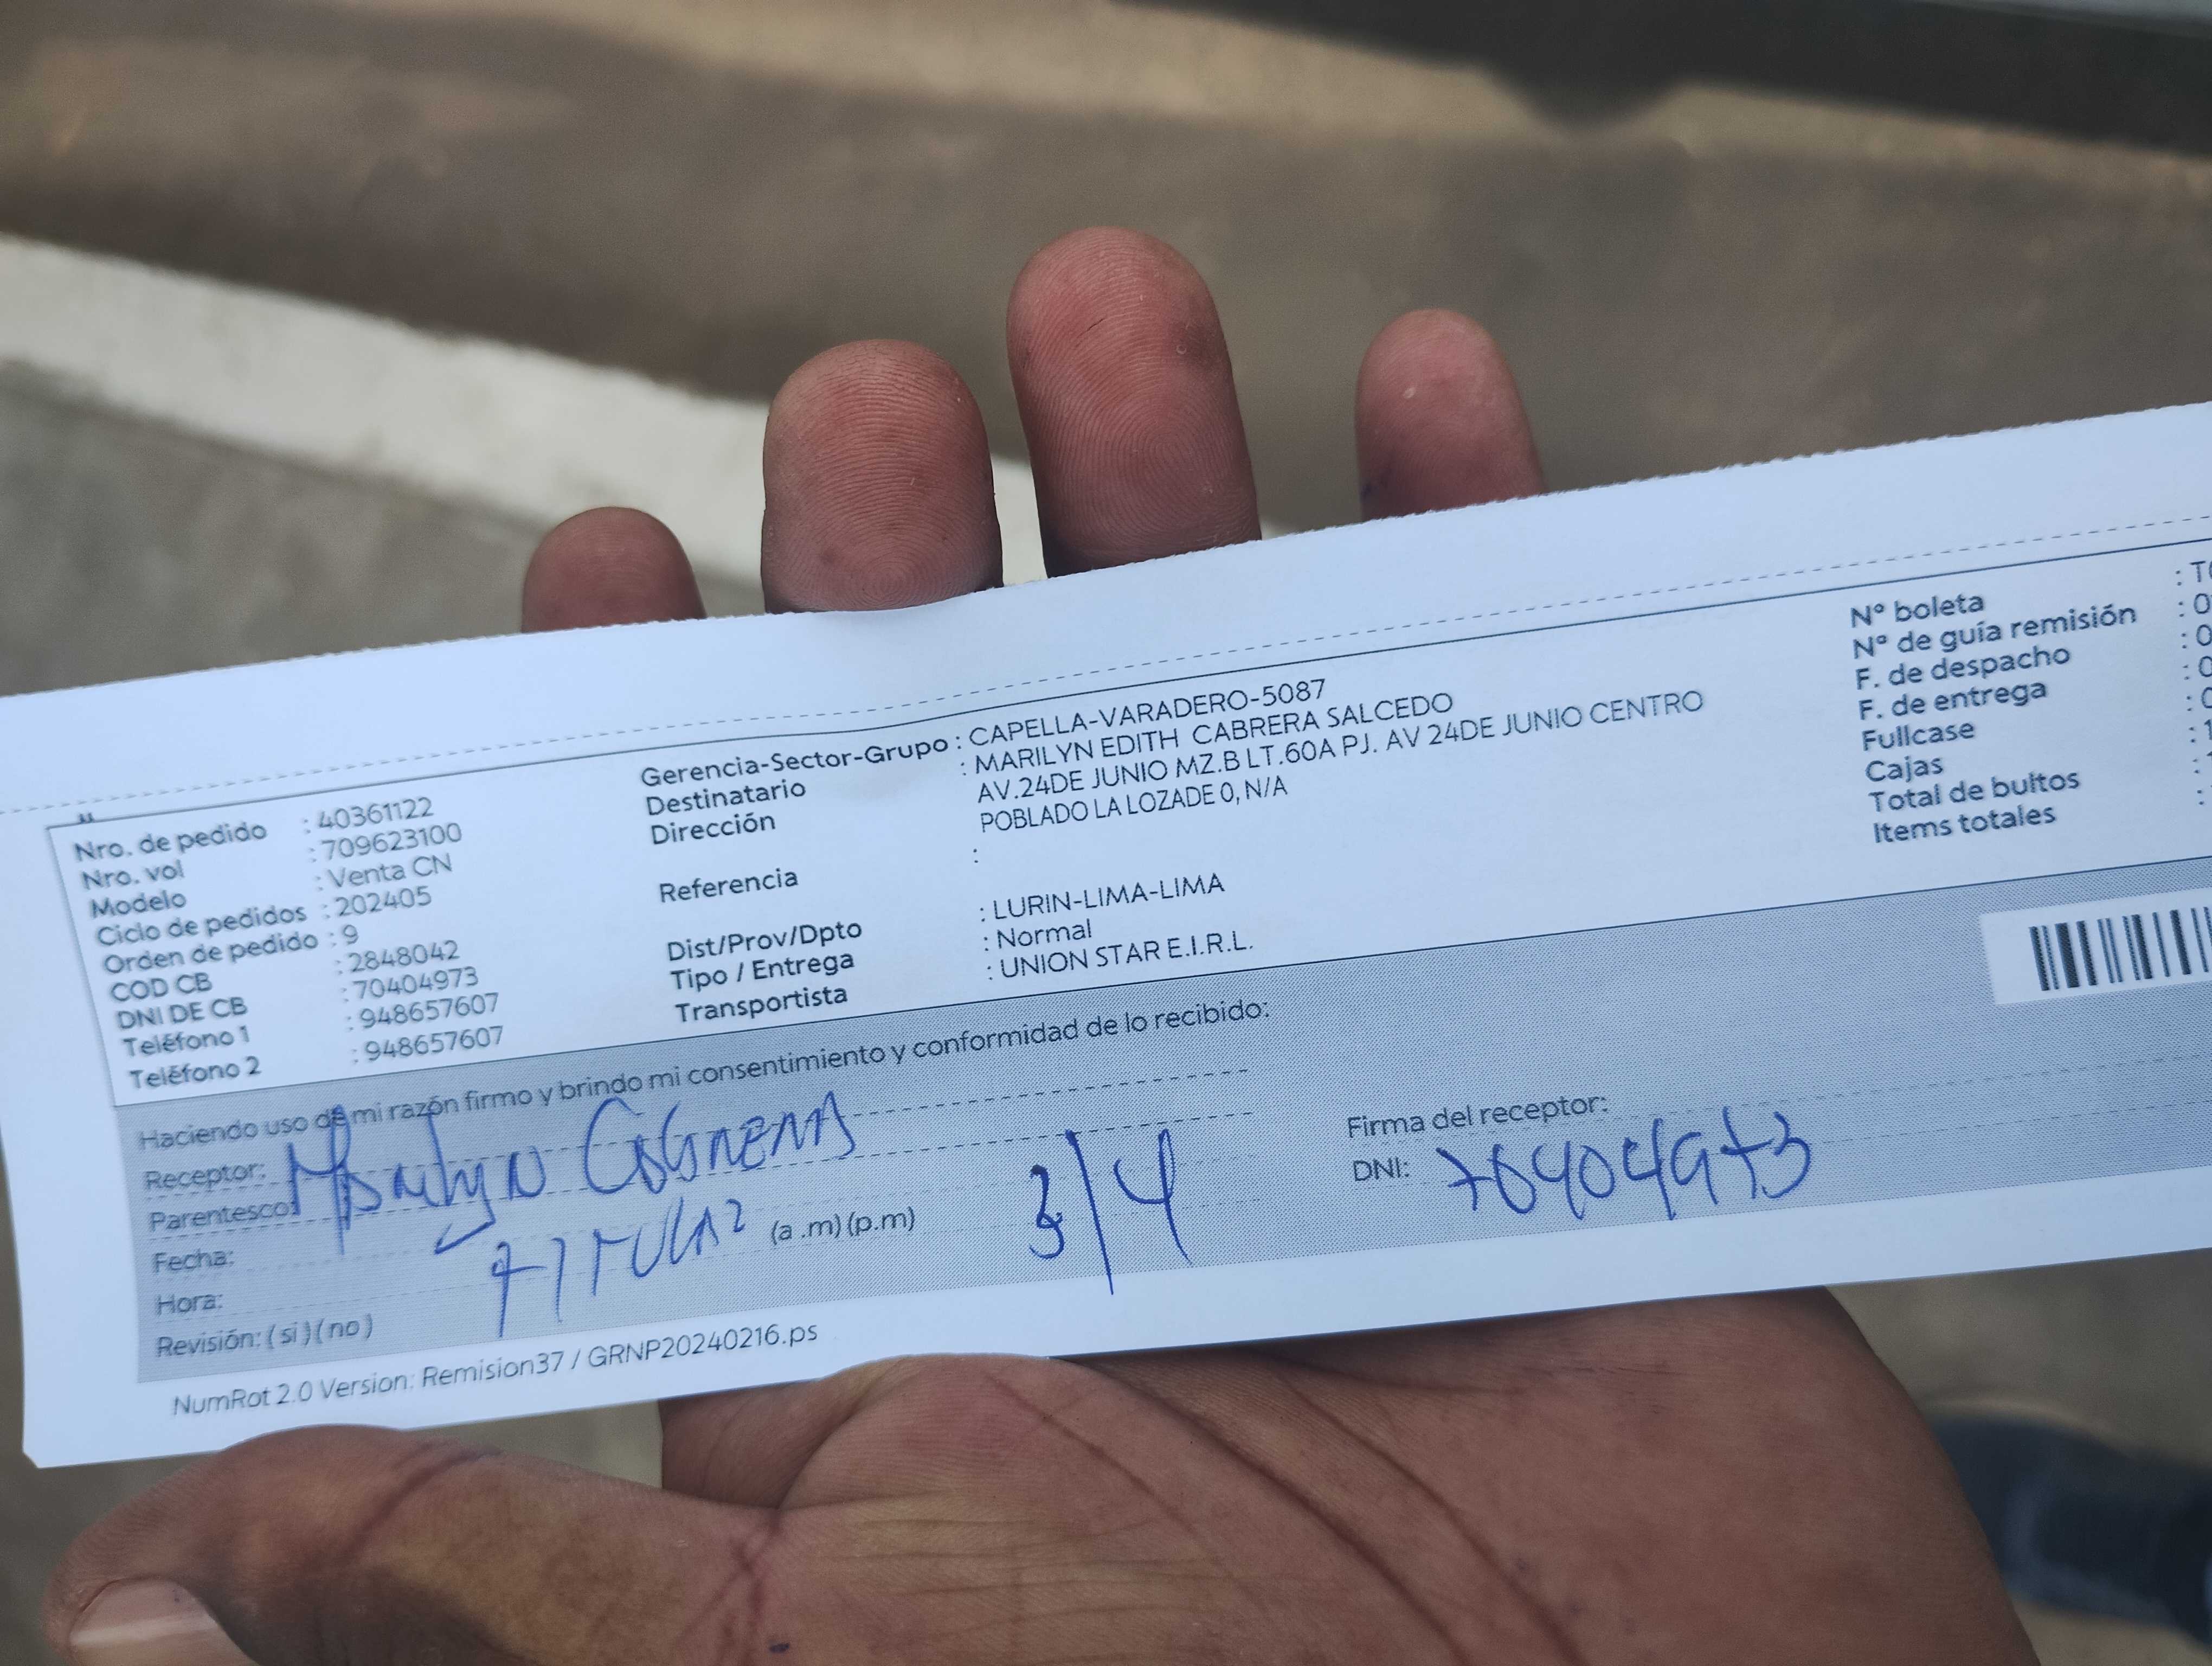 Nro. de pedido : 40361122
Nro. vol : 709623100
Modelo : Venta CN
Ciclo de pedidos : 202405
Orden de pedido : 9
COD CB : 2848042
DNI DE CB : 70404973
Teléfono 1 : 948657607
Teléfono 2 : 948657607
Gerencia-Sector-Grupo : CAPELLA-VARADERO-5087
Destinatario : MARILYN EDITH CABRERA SALCEDO
Dirección AV.24DE JUNIO MZ.B LT.60A PJ. AV 24DE JUNIO CENTRO
POBLADO LA LOZADE 0, N/A
Referencia :
Dist/Prov/Dpto : LURIN-LIMA-LIMA
Tipo / Entrega : Normal
Transportista : UNION STAR E.I.R.L.
Nº boleta
Nº de guía remisión
F. de despacho
F. de entrega
Fullcase
Cajas
Total de bultos
Items totales
Haciendo uso de mi razón firmo y brindo mi consentimiento y conformidad de lo recibido:
Receptor: Marilyn Cabrera
Parentesco:
Fecha: Titular 3/4
Hora: (a .m) (p.m)
Revisión: ( si ) ( no )
Firma del receptor:
DNI: 70404973
NumRot 2.0 Version: Remision37 / GRNP20240216.ps